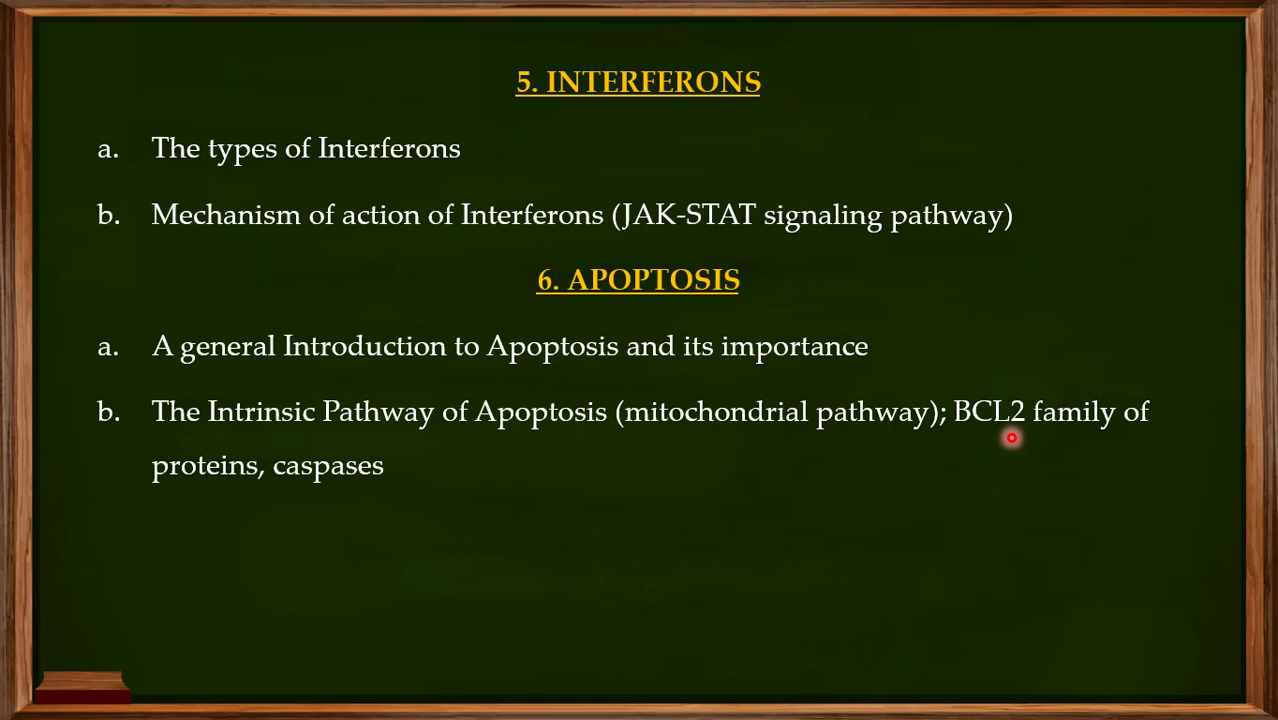 5. INTERFERONS
a. The types of Interferons
b. Mechanism of action of Interferons (JAK-STAT signaling pathway)
6. APOPTOSIS
a. A general Introduction to Apoptosis and its importance
b. The Intrinsic Pathway of Apoptosis (mitochondrial pathway); BCL2 family of
proteins, caspases